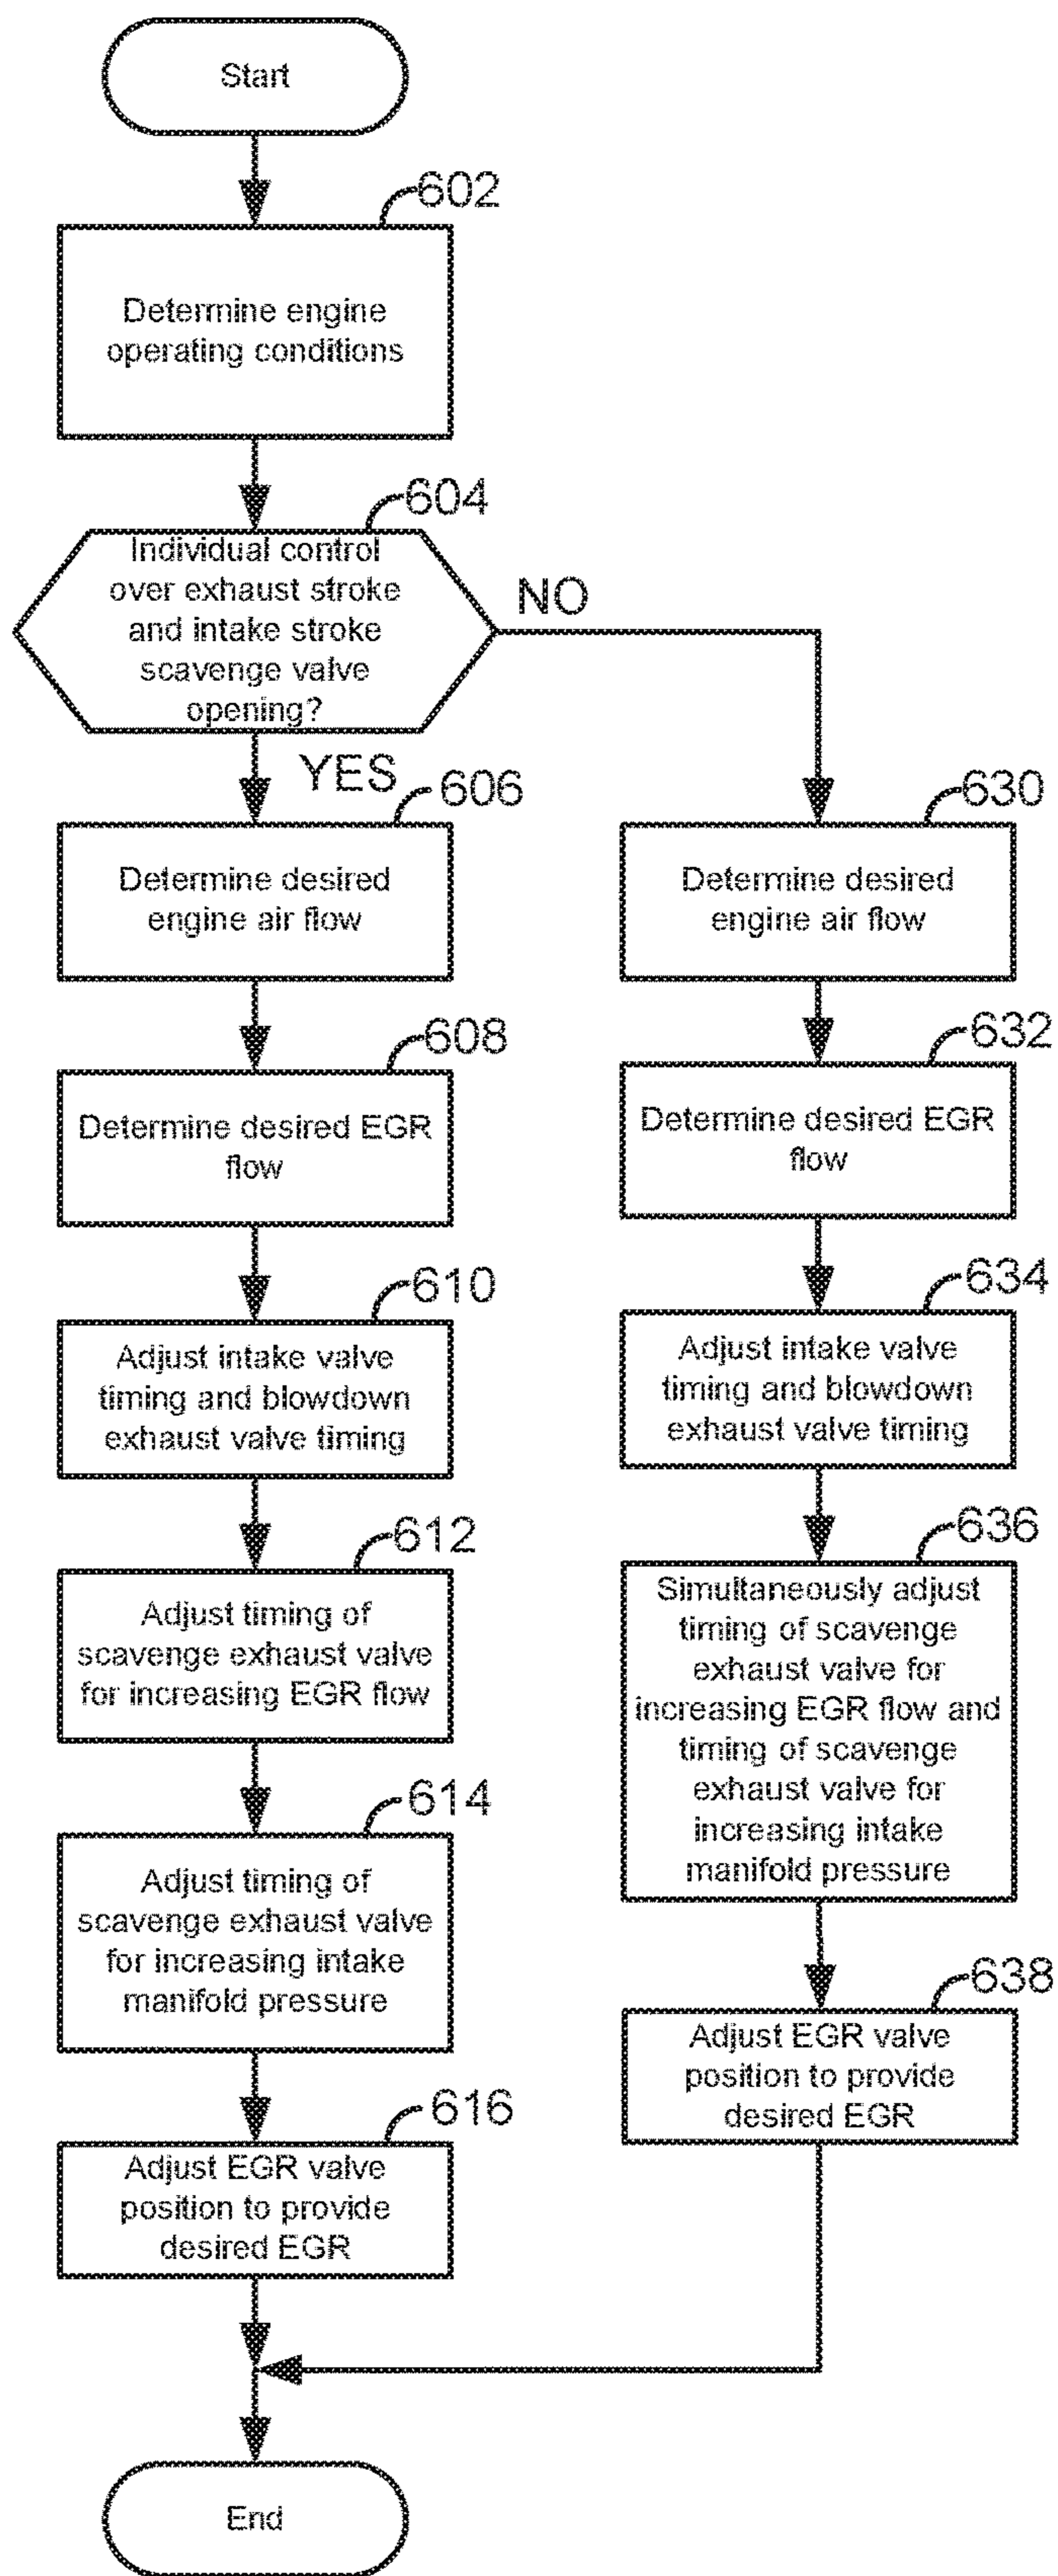 Start
602
Determine engine
operating conditions
604
Individual control
over exhaust stroke
and intake stroke
scavenge valve
opening?
NO
YES
606
Determine desired
engine air flow
608
Determine desired EGR
flow
610
Adjust intake valve
timing and blowdown
exhaust valve timing
612
Adjust timing of
scavenge exhaust valve
for increasing EGR flow
614
Adjust timing of
scavenge exhaust valve
for increasing intake
manifold pressure
616
Adjust EGR valve
position to provide
desired EGR
630
Determine desired
engine air flow
632
Determine desired EGR
flow
634
Adjust intake valve
timing and blowdown
exhaust valve timing
636
Simultaneously adjust
timing of scavenge
exhaust valve for
increasing EGR flow and
timing of scavenge
exhaust valve for
increasing intake
manifold pressure
638
Adjust EGR valve
position to provide
desired EGR
End